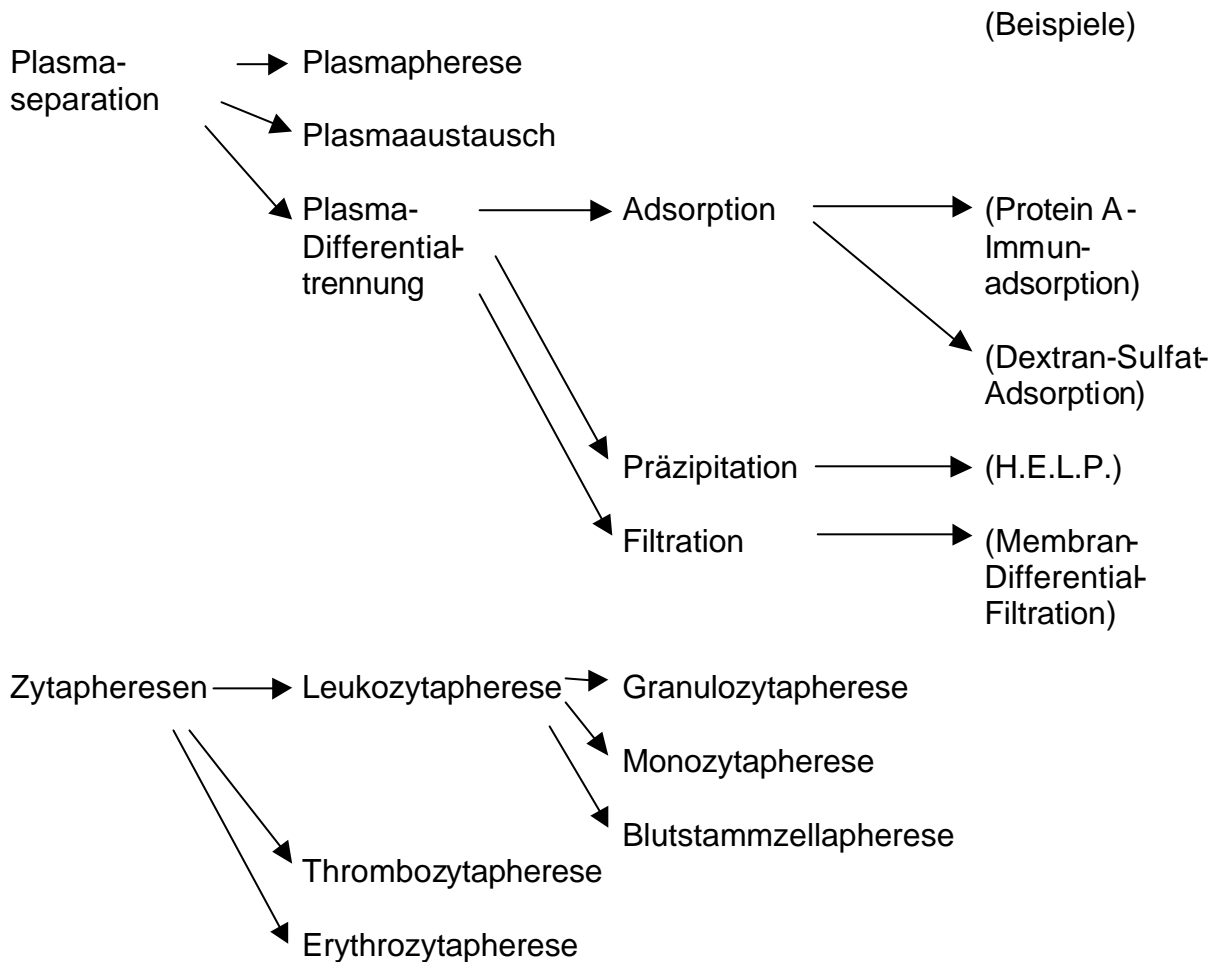 (Beispiele)
Plasma-
separation
Plasmapherese
Plasmaaustausch
Plasma-
Differential-
trennung
Adsorption
(Protein A-
Immun-
adsorption)
(Dextran-Sulfat-
Adsorption)
Präzipitation
(H.E.L.P.)
Filtration
(Membran-
Differential-
Filtration)
Zytapheresen
Leukozytapherese
Granulozytapherese
Monozytapherese
Blutstammzellapherese
Thrombozytapherese
Erythrozytapherese